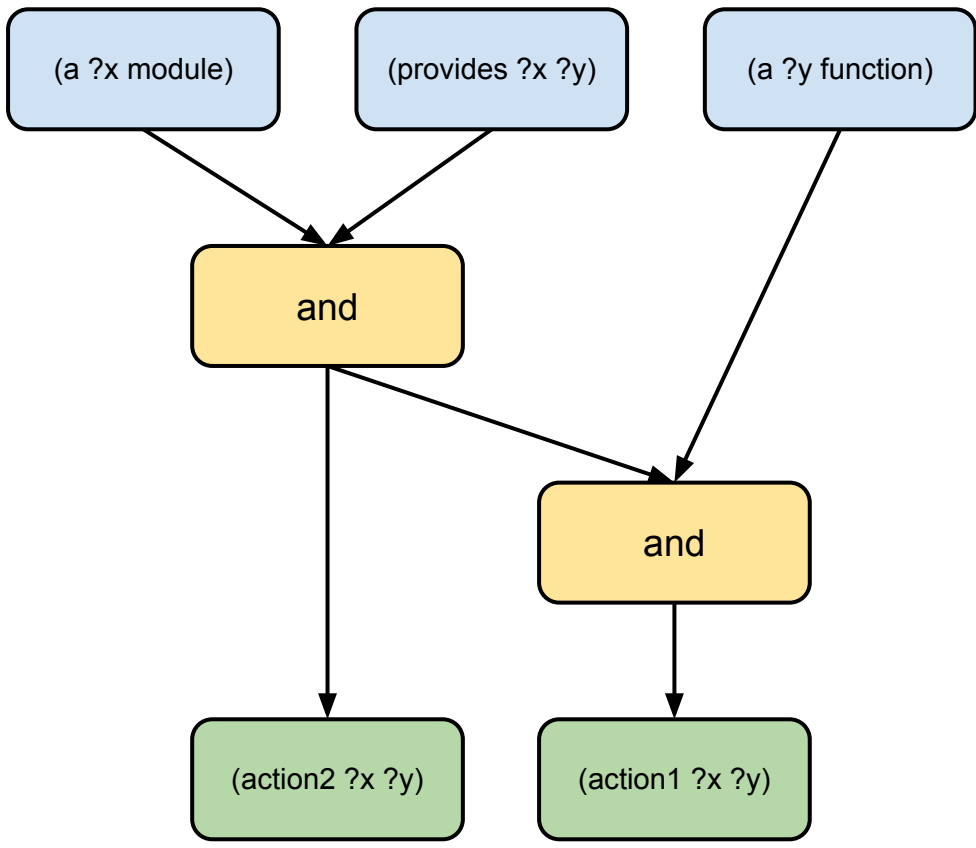 (a ?x module)
(provides ?x ?y)
(a ?y function)
and
and
(action2 ?x ?y)
(action1 ?x ?y)